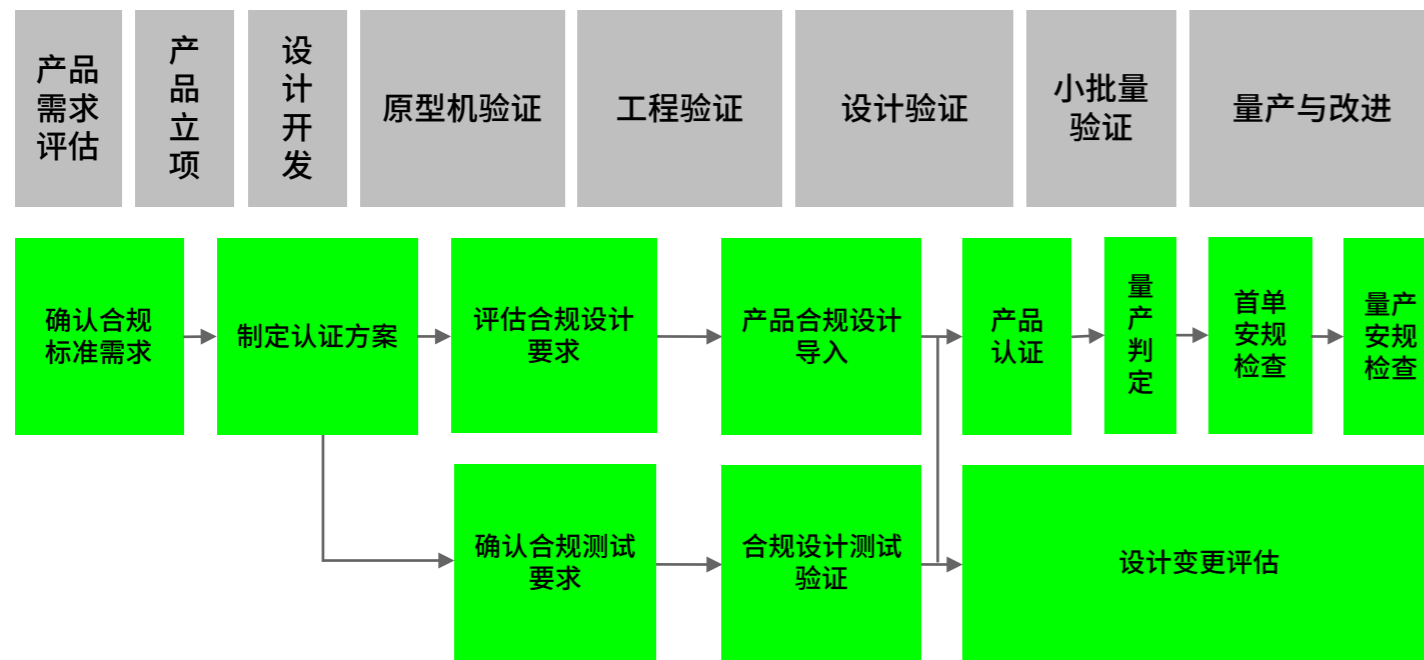 产品
需求
评估
产
品
立
项
设
计
开
发
原型机验证
工程验证
设计验证
小批量
验证
量产与改进
确认合规
标准需求
制定认证方案
评估合规设计
要求
产品合规设计
导入
产品
认证
量
产
判
定
首单
安规
检查
量产
安规
检查
确认合规测试
要求
合规设计测试
验证
设计变更评估